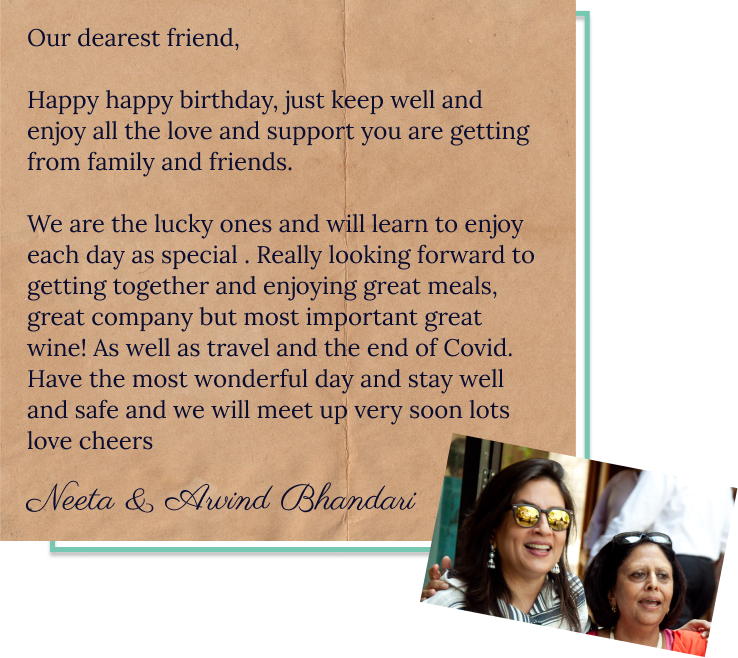 Our dearest friend,
Happy happy birthday, just keep well and
enjoy all the love and support you are getting
from family and friends.
We are the lucky ones and will learn to enjoy
each day as special . Really looking forward to
getting together and enjoying great meals,
great company but most important great
wine! As well as travel and the end of Covid.
Have the most wonderful day and stay well
and safe and we will meet up very soon lots
love cheers
Neeta & Arvind Bhandari